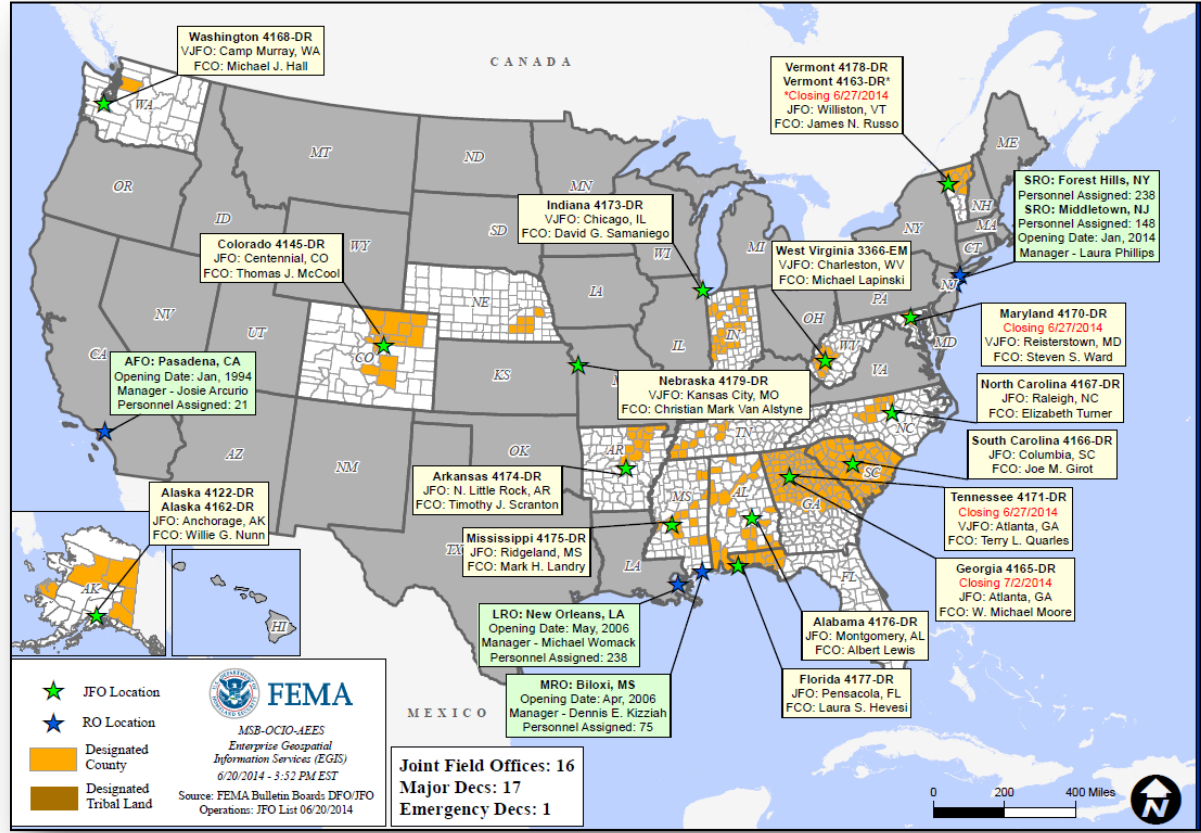 Washington 4168-DR
VJFO: Camp Murray, WA
FCO: Michael J. Hall
CANADA
Vermont 4178-DR
Vermont 4163-DR*
*Closing 6/27/2014
JFO: Williston, VT
FCO: James N. Russo
SRO: Forest Hills, NY
Personnel Assigned: 238
SRO: Middletown, NJ
Personnel Assigned: 148
Opening Date: Jan, 2014
Manager - Laura Phillips
Indiana 4173-DR
VJFO: Chicago, IL
FCO: David G. Samaniego
Colorado 4145-DR
JFO: Centennial, CO
FCO: Thomas J. McCool
West Virginia 3366-EM
VJFO: Charleston, WV
FCO: Michael Lapinski
Maryland 4170-DR
Closing 6/27/2014
VJFO: Reisterstown, MD
FCO: Steven S. Ward
AFO: Pasadena, CA
Opening Date: Jan, 1994
Manager - Josie Arcurio
Personnel Assigned: 21
Nebraska 4179-DR
VJFO: Kansas City, MO
FCO: Christian Mark Van Alstyne
North Carolina 4167-DR
JFO: Raleigh, NC
FCO: Elizabeth Turner
South Carolina 4166-DR
JFO: Columbia, SC
FCO: Joe M. Girot
Arkansas 4174-DR
JFO: N. Little Rock, AR
FCO: Timothy J. Scranton
Tennessee 4171-DR
Closing 6/27/2014
VJFO: Atlanta, GA
FCO: Terry L. Quarles
Alaska 4122-DR
Alaska 4162-DR
JFO: Anchorage, AK
FCO: Willie G. Nunn
Mississippi 4175-DR
JFO: Ridgeland, MS
FCO: Mark H. Landry
Georgia 4165-DR
Closing 7/2/2014
JFO: Atlanta, GA
FCO: W. Michael Moore
LRO: New Orleans, LA
Opening Date: May, 2006
Manager - Michael Womack
Personnel Assigned: 238
Alabama 4176-DR
JFO: Montgomery, AL
FCO: Albert Lewis
Florida 4177-DR
JFO: Pensacola, FL
FCO: Laura S. Hevesi
MRO: Biloxi, MS
Opening Date: Apr, 2006
Manager - Dennis E. Kizziah
Personnel Assigned: 75
MEXICO
WA
OR
ID
MT
ND
SD
MN
WI
MI
WY
NE
IA
IL
IN
OH
PA
NY
ME
NH
MA
CT
NJ
MD
WV
VA
NC
SC
GA
FL
AL
MS
TN
AR
LA
TX
OK
KS
CO
UT
NV
CA
AZ
NM
AK
HI
JFO Location
RO Location
Designated
County
Designated
Tribal Land
FEMA
MSB-OCIO-AEES
Enterprise Geospatial
Information Services (EGIS)
6/20/2014 - 3:52 PM EST
Source: FEMA Bulletin Boards DFO/JFO
Operations: JFO List 06/20/2014
Joint Field Offices: 16
Major Decs: 17
Emergency Decs: 1
0 200 400 Miles
N